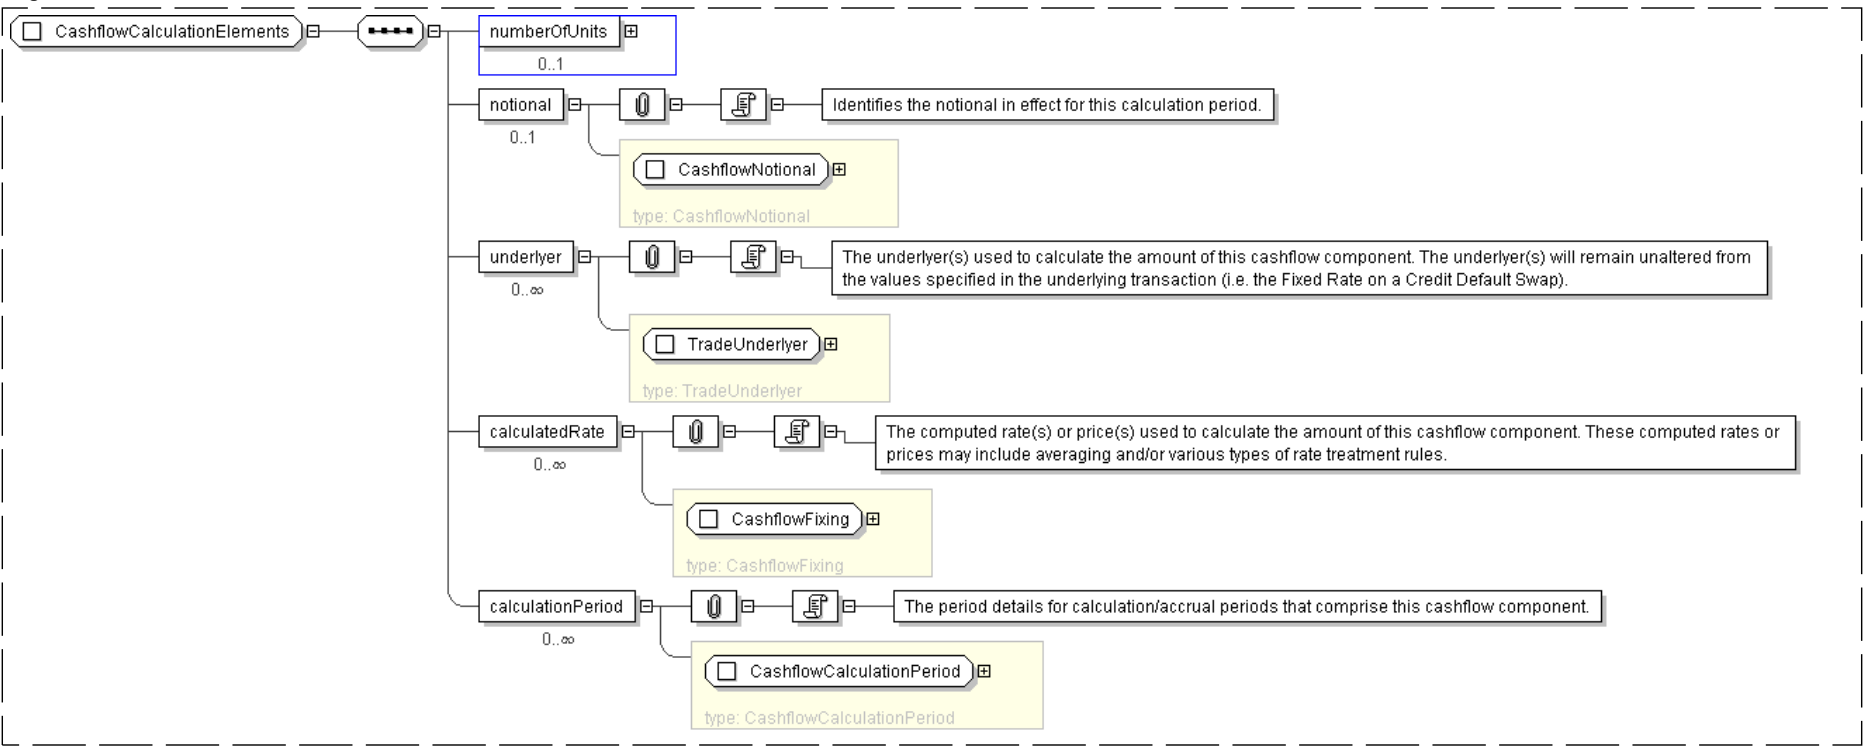 CashflowCalculationElements
numberOfUnits
0..1
notional
Identifies the notional in effect for this calculation period.
0..1
CashflowNotional
type: CashflowNotional
underlyer
The underlyer(s) used to calculate the amount of this cashflow component. The underlyer(s) will remain unaltered from
the values specified in the underlying transaction (i.e. the Fixed Rate on a Credit Default Swap).
0..∞
TradeUnderlyer
type: TradeUnderlyer
calculatedRate
The computed rate(s) or price(s) used to calculate the amount of this cashflow component. These computed rates or
prices may include averaging and/or various types of rate treatment rules.
0..∞
CashflowFixing
type: CashflowFixing
calculationPeriod
The period details for calculation/accrual periods that comprise this cashflow component.
0..∞
CashflowCalculationPeriod
type: CashflowCalculationPeriod